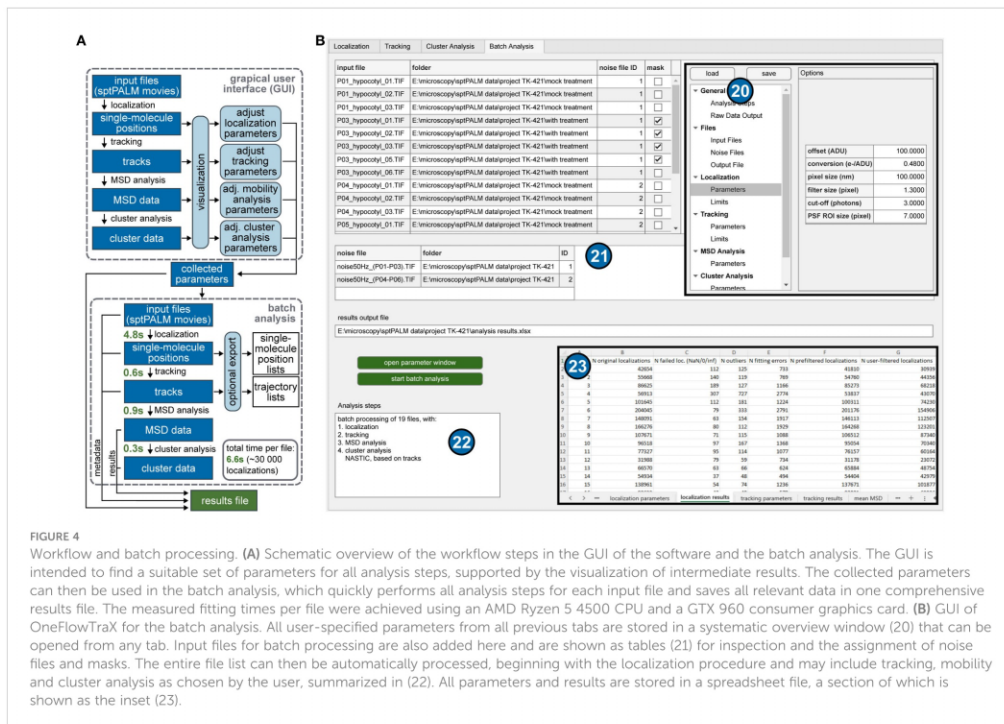 A
grapical user
interface (GUI)
input files
(sptPALM movies)
localization
single-molecule
positions
tracking
tracks
MSD analysis
MSD data
cluster analysis
cluster data
visualization
adjust
localization
parameters
adjust
tracking
parameters
adj. mobility
analysis
parameters
adj. cluster
analysis
parameters
collected
parameters
batch
analysis
input files
(sptPALM movies)
4.8s localization
single-molecule
positions
0.6s tracking
tracks
0.9s MSD analysis
MSD data
0.3s cluster analysis
cluster data
optional export
single-
molecule
position
lists
trajectory
lists
total time per file:
6.6s (~30 000
localizations)
metadata
results
results file
B
Localization Tracking Cluster Analysis Batch Analysis
input file folder noise file ID mask
P01_hypocotyl_01.TIF E:\microscopy\sptPALM data\project TK-421\mock treatment 1
P01_hypocotyl_02.TIF E:\microscopy\sptPALM data\project TK-421\mock treatment 1
P01_hypocotyl_03.TIF E:\microscopy\sptPALM data\project TK-421\mock treatment 1
P03_hypocotyl_01.TIF E:\microscopy\sptPALM data\project TK-421\with treatment 1
P03_hypocotyl_02.TIF E:\microscopy\sptPALM data\project TK-421\with treatment 1
P03_hypocotyl_03.TIF E:\microscopy\sptPALM data\project TK-421\with treatment 1
P03_hypocotyl_05.TIF E:\microscopy\sptPALM data\project TK-421\with treatment 1
P03_hypocotyl_06.TIF E:\microscopy\sptPALM data\project TK-421\with treatment 1
P04_hypocotyl_01.TIF E:\microscopy\sptPALM data\project TK-421\mock treatment 2
P04_hypocotyl_02.TIF E:\microscopy\sptPALM data\project TK-421\mock treatment 2
P04_hypocotyl_03.TIF E:\microscopy\sptPALM data\project TK-421\mock treatment 2
P05_hypocotyl_01.TIF E:\microscopy\sptPALM data\project TK-421\with treatment 2
noise file folder ID
noise50Hz_(P01-P03).TIF E:\microscopy\sptPALM data\project TK-421 1
noise50Hz_(P04-P06).TIF E:\microscopy\sptPALM data\project TK-421 2
21
load save
20
General
Analysis Steps
Raw Data Output
Files
Input Files
Noise Files
Output File
Localization
Parameters
Limits
Tracking
Parameters
Limits
MSD Analysis
Parameters
Cluster Analysis
Parameters
Options
offset (ADU) 100.0000
conversion (e-/ADU) 0.4800
pixel size (nm) 100.0000
filter size (pixel) 1.3000
cut-off (photons) 3.0000
PSF ROI size (pixel) 7.0000
results output file
E:\microscopy\sptPALM data\project TK-421\analysis results.xlsx
open parameter window
start batch analysis
Analysis steps
batch processing of 19 files, with:
1. localization
2. tracking
3. MSD analysis
4. cluster analysis
NASTIC, based on tracks
22
23
B C D E F G
N original localizations N failed loc. (NaN/0/Inf) N outliers N fitting errors N prefiltered localizations N user-filtered localizations
localization parameters localization results tracking parameters tracking results mean MSD
FIGURE 4
Workflow and batch processing. (A) Schematic overview of the workflow steps in the GUI of the software and the batch analysis. The GUI is
intended to find a suitable set of parameters for all analysis steps, supported by the visualization of intermediate results. The collected parameters
can then be used in the batch analysis, which quickly performs all analysis steps for each input file and saves all relevant data in one comprehensive
results file. The measured fitting times per file were achieved using an AMD Ryzen 5 4500 CPU and a GTX 960 consumer graphics card. (B) GUI of
OneFlowTraX for the batch analysis. All user-specified parameters from all previous tabs are stored in a systematic overview window (20) that can be
opened from any tab. Input files for batch processing are also added here and are shown as tables (21) for inspection and the assignment of noise
files and masks. The entire file list can then be automatically processed, beginning with the localization procedure and may include tracking, mobility
and cluster analysis as chosen by the user, summarized in (22). All parameters and results are stored in a spreadsheet file, a section of which is
shown as the inset (23).